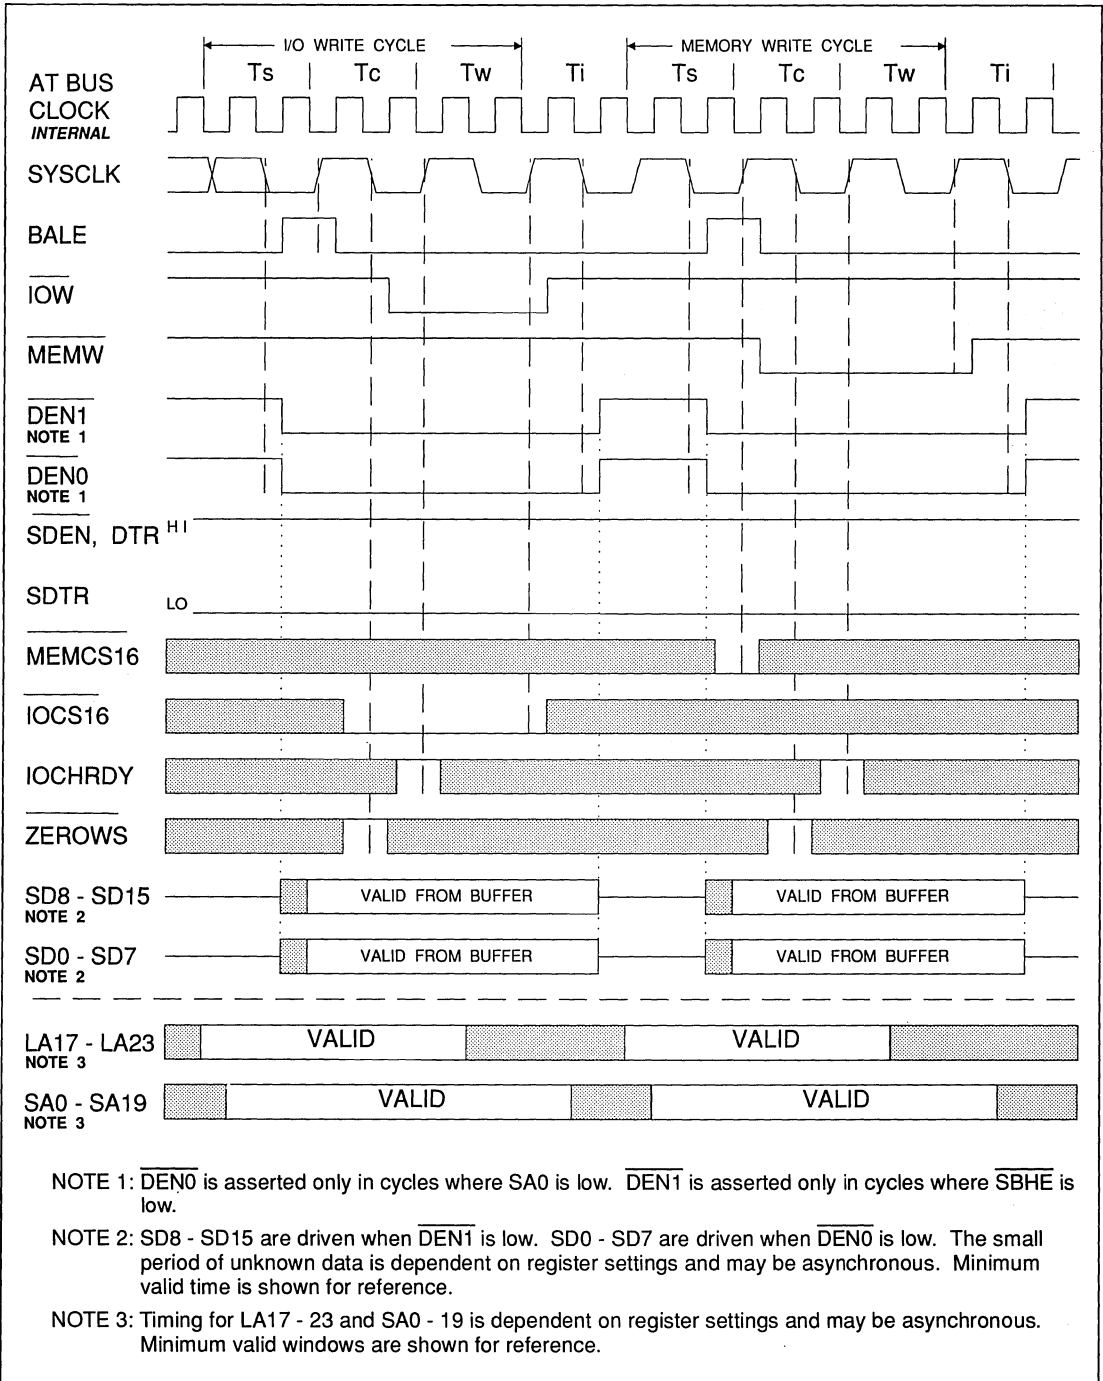 I/O WRITE CYCLE MEMORY WRITE CYCLE
Ts Tc Tw Ti Ts Tc Tw Ti
AT BUS
CLOCK
INTERNAL
SYSCLK
BALE
IOW
MEMW
DEN1
NOTE 1
DEN0
NOTE 1
SDEN, DTR HI
SDTR LO
MEMCS16
IOCS16
IOCHRDY
ZEROWS
SD8 - SD15 VALID FROM BUFFER VALID FROM BUFFER
NOTE 2
SD0 - SD7 VALID FROM BUFFER VALID FROM BUFFER
NOTE 2
LA17 - LA23 VALID VALID
NOTE 3
SA0 - SA19 VALID VALID
NOTE 3
NOTE 1: DEN0 is asserted only in cycles where SA0 is low. DEN1 is asserted only in cycles where SBHE is
low.
NOTE 2: SD8 - SD15 are driven when DEN1 is low. SD0 - SD7 are driven when DEN0 is low. The small
period of unknown data is dependent on register settings and may be asynchronous. Minimum
valid time is shown for reference.
NOTE 3: Timing for LA17 - 23 and SA0 - 19 is dependent on register settings and may be asynchronous.
Minimum valid windows are shown for reference.